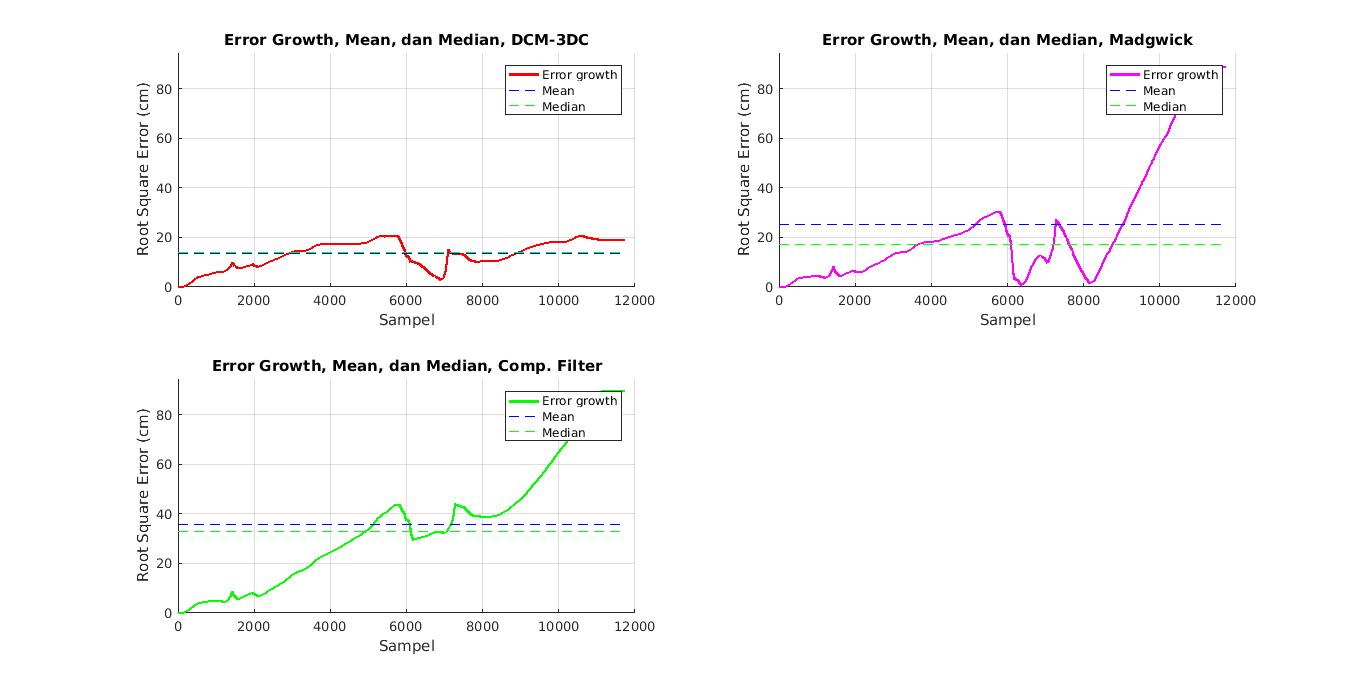 Error Growth, Mean, dan Median, DCM-3DC
Root Square Error (cm)
80
60
40
20
0
0 2000 4000 6000 8000 10000 12000
Sampel
Error growth
Mean
Median
Error Growth, Mean, dan Median, Madgwick
Root Square Error (cm)
80
60
40
20
0
0 2000 4000 6000 8000 10000 12000
Sampel
Error growth
Mean
Median
Error Growth, Mean, dan Median, Comp. Filter
Root Square Error (cm)
80
60
40
20
0
0 2000 4000 6000 8000 10000 12000
Sampel
Error growth
Mean
Median